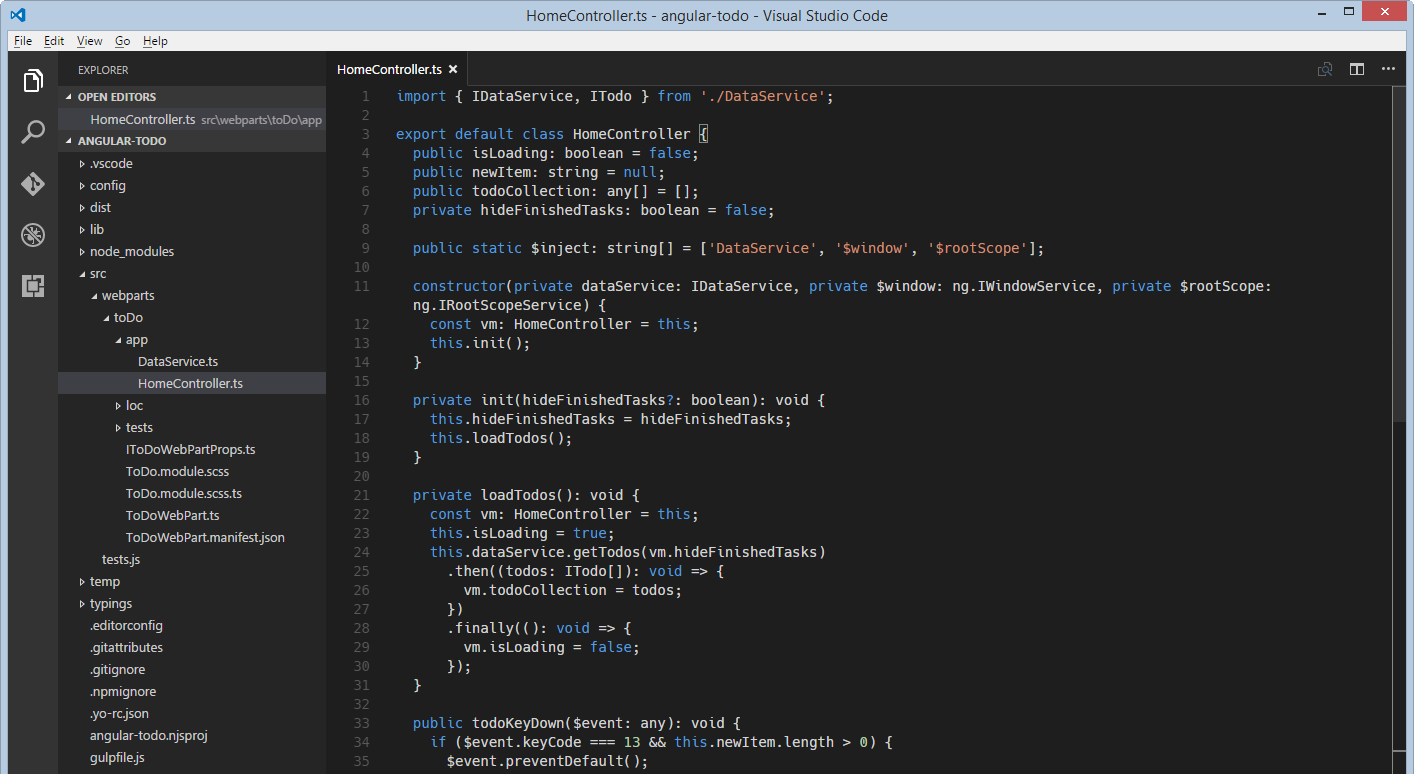 HomeController.ts - angular-todo - Visual Studio Code
File Edit View Go Help
EXPLORER
OPEN EDITORS
HomeController.ts src\webparts\toDo\app
ANGULAR-TODO
.vscode
config
dist
lib
node_modules
src
webparts
toDo
app
DataService.ts
HomeController.ts
loc
tests
IToDoWebPartProps.ts
ToDo.module.scss
ToDo.module.scss.ts
ToDoWebPart.ts
ToDoWebPart.manifest.json
tests.js
temp
typings
.editorconfig
.gitattributes
.gitignore
.npmignore
.yo-rc.json
angular-todo.njsproj
gulpfile.js
HomeController.ts
1 import { IDataService, ITodo } from './DataService';
2
3 export default class HomeController {
4 public isLoading: boolean = false;
5 public newItem: string = null;
6 public todoCollection: any[] = [];
7 private hideFinishedTasks: boolean = false;
8
9 public static $inject: string[] = ['DataService', '$window', '$rootScope'];
10
11 constructor(private dataService: IDataService, private $window: ng.IWindowService, private $rootScope:
ng.IRootScopeService) {
12 const vm: HomeController = this;
13 this.init();
14 }
15
16 private init(hideFinishedTasks?: boolean): void {
17 this.hideFinishedTasks = hideFinishedTasks;
18 this.loadTodos();
19 }
20
21 private loadTodos(): void {
22 const vm: HomeController = this;
23 this.isLoading = true;
24 this.dataService.getTodos(vm.hideFinishedTasks)
25 .then((todos: ITodo[]): void => {
26 vm.todoCollection = todos;
27 })
28 .finally((): void => {
29 vm.isLoading = false;
30 });
31 }
32
33 public todoKeyDown($event: any): void {
34 if ($event.keyCode === 13 && this.newItem.length > 0) {
35 $event.preventDefault();